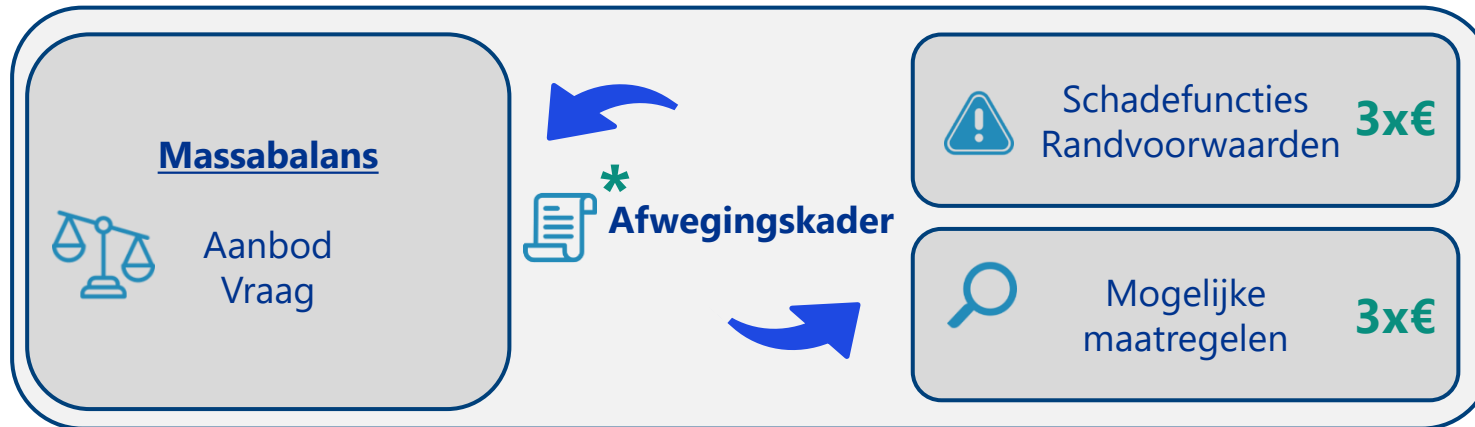 Massabalans
Aanbod
Vraag
*
Afwegingskader
Schadefuncties
Randvoorwaarden
3x€
Mogelijke
maatregelen
3x€